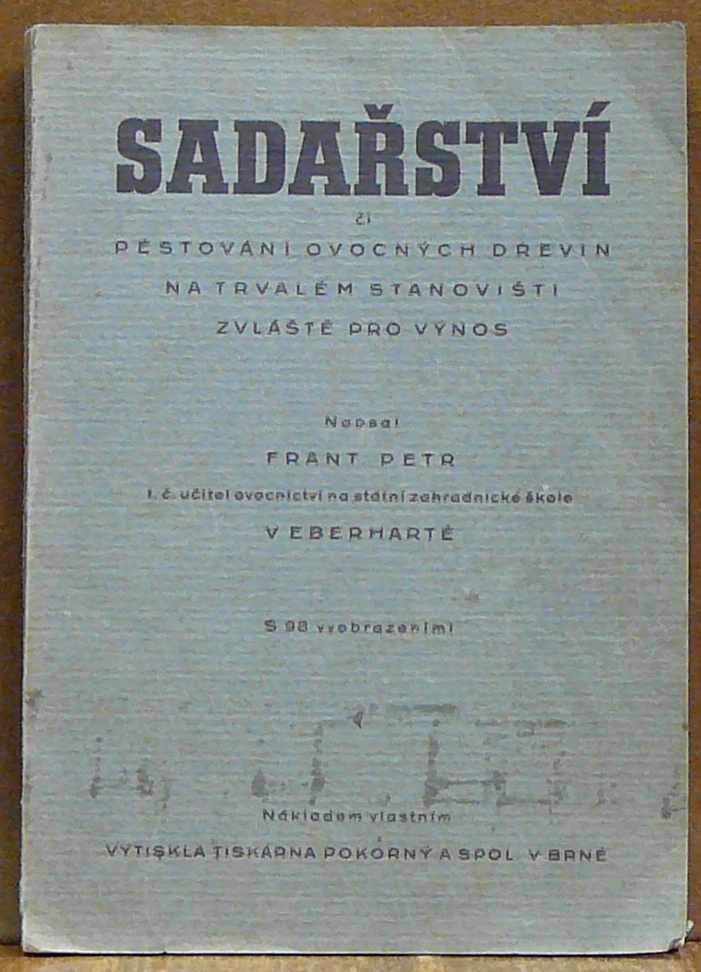 SADAŘSTVÍ
či
PĚSTOVÁNÍ OVOCNÝCH DŘEVIN
NA TRVALÉM STANOVIŠTI
ZVLÁŠTĚ PRO VÝNOS
Napsal
FRANT PETR
t. č. učitel ovocnictví na státní zahradnické škole
V EBERHARTĚ
S 98 vyobrazeními
Nákladem vlastním
VYTISKLA TISKÁRNA POKORNÝ A SPOL V BRNĚ